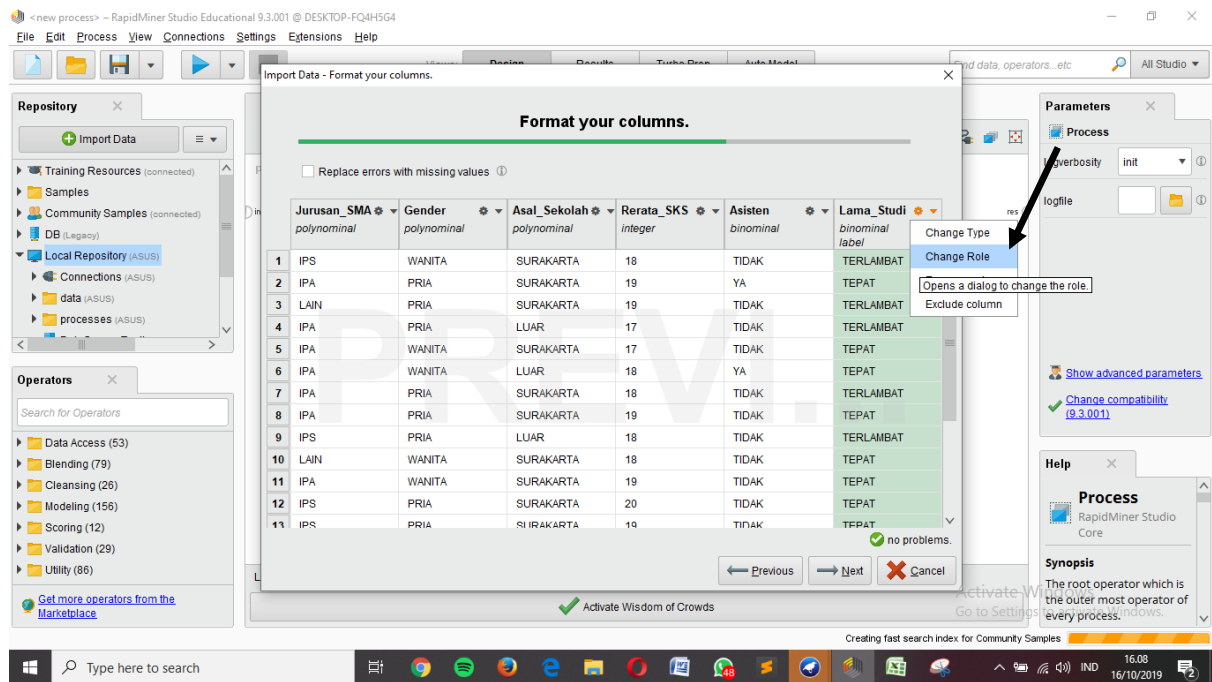 <new process> – RapidMiner Studio Educational 9.3.001 @ DESKTOP-FQ4H5G4
File Edit Process View Connections Settings Extensions Help
Find data, operators...etc
All Studio
Import Data - Format your columns.
Repository
Import Data
Training Resources (connected)
Samples
Community Samples (connected)
DB (Legacy)
Local Repository (ASUS)
Connections (ASUS)
data (ASUS)
processes (ASUS)
Operators
Search for Operators
Data Access (53)
Blending (79)
Cleansing (26)
Modeling (156)
Scoring (12)
Validation (29)
Utility (86)
Get more operators from the
Marketplace
Format your columns.
Replace errors with missing values
Jurusan_SMA Gender Asal_Sekolah Rerata_SKS Asisten Lama_Studi
polynominal polynominal polynominal integer binominal binominal
label
1 IPS WANITA SURAKARTA 18 TIDAK TERLAMBAT
2 IPA PRIA SURAKARTA 19 YA TEPAT
3 LAIN PRIA SURAKARTA 19 TIDAK TERLAMBAT
4 IPA PRIA LUAR 17 TIDAK TERLAMBAT
5 IPA WANITA SURAKARTA 17 TIDAK TEPAT
6 IPA WANITA LUAR 18 YA TEPAT
7 IPA PRIA SURAKARTA 18 TIDAK TERLAMBAT
8 IPA PRIA SURAKARTA 19 TIDAK TEPAT
9 IPS PRIA LUAR 18 TIDAK TERLAMBAT
10 LAIN WANITA SURAKARTA 18 TIDAK TEPAT
11 IPA WANITA SURAKARTA 19 TIDAK TEPAT
12 IPS PRIA SURAKARTA 20 TIDAK TEPAT
13 IPS PRIA SURAKARTA 19 TIDAK TEPAT
PREVI...
Change Type
Change Role
Opens a dialog to change the role.
Exclude column
no problems.
Previous
Next
Cancel
Activate Wisdom of Crowds
Parameters
Process
logverbosity init
logfile
res
Show advanced parameters
Change compatibility
(9.3.001)
Help
Process
RapidMiner Studio
Core
Synopsis
The root operator which is
the outer most operator of
every process.
Activate Windows
Go to Settings to activate Windows.
Creating fast search index for Community Samples
Type here to search
48
IND
16.08
16/10/2019
2